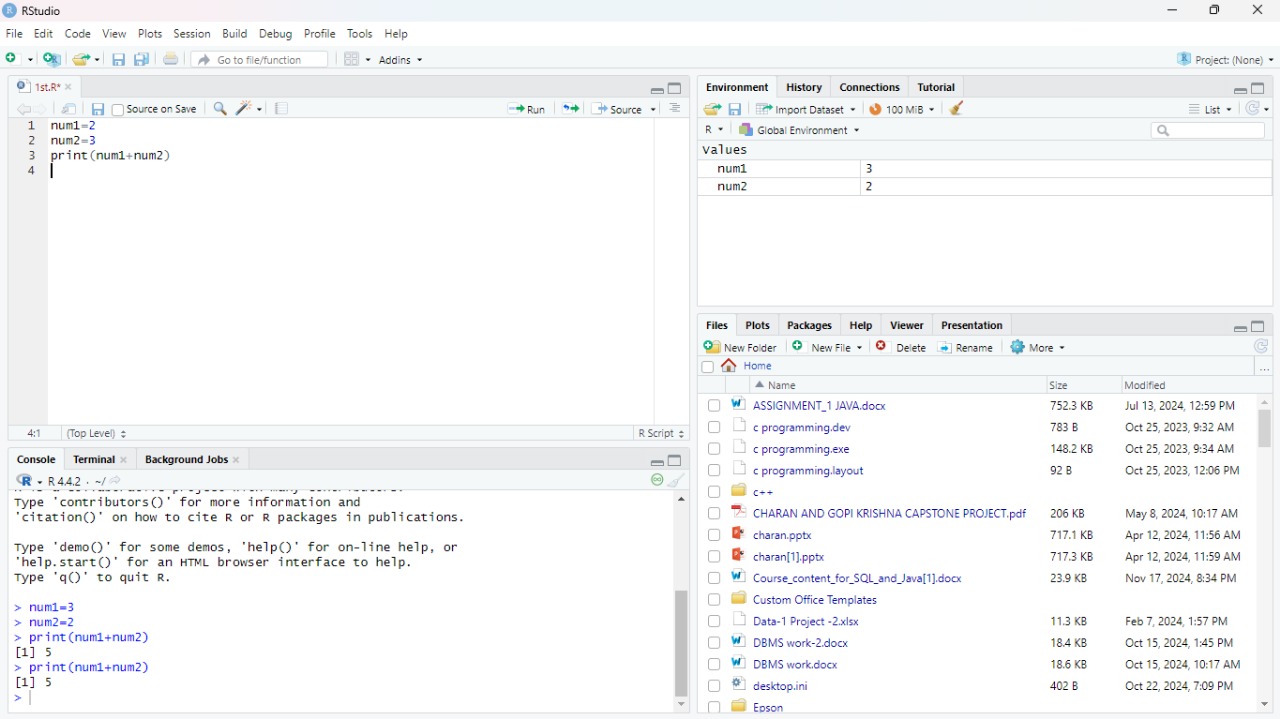 RStudio
File Edit Code View Plots Session Build Debug Profile Tools Help
Go to file/function Addins Project: (None)
1st.R*
Source on Save Run Source
1 num1=2
2 num2=3
3 print(num1+num2)
4
4:1 (Top Level) R Script
Console Terminal Background Jobs
R 4.4.2 · ~/
Type 'contributors()' for more information and
'citation()' on how to cite R or R packages in publications.
Type 'demo()' for some demos, 'help()' for on-line help, or
'help.start()' for an HTML browser interface to help.
Type 'q()' to quit R.
> num1=3
> num2=2
> print(num1+num2)
[1] 5
> print(num1+num2)
[1] 5
>
Environment History Connections Tutorial
Import Dataset 100 MiB List
R Global Environment
Values
num1 3
num2 2
Files Plots Packages Help Viewer Presentation
New Folder New File Delete Rename More
Home ...
Name Size Modified
ASSIGNMENT_1 JAVA.docx 752.3 KB Jul 13, 2024, 12:59 PM
c programming.dev 783 B Oct 25, 2023, 9:32 AM
c programming.exe 148.2 KB Oct 25, 2023, 9:34 AM
c programming.layout 92 B Oct 25, 2023, 12:06 PM
c++
CHARAN AND GOPI KRISHNA CAPSTONE PROJECT.pdf 206 KB May 8, 2024, 10:17 AM
charan.pptx 717.1 KB Apr 12, 2024, 11:56 AM
charan[1].pptx 717.3 KB Apr 12, 2024, 11:59 AM
Course_content_for_SQL_and_Java[1].docx 23.9 KB Nov 17, 2024, 8:34 PM
Custom Office Templates
Data-1 Project -2.xlsx 11.3 KB Feb 7, 2024, 1:57 PM
DBMS work-2.docx 18.4 KB Oct 15, 2024, 1:45 PM
DBMS work.docx 18.6 KB Oct 15, 2024, 10:17 AM
desktop.ini 402 B Oct 22, 2024, 7:09 PM
Epson